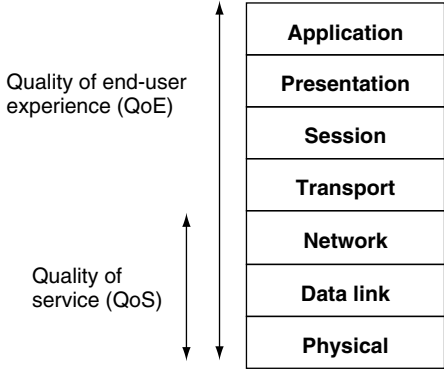 Quality of end-user
experience (QoE)
Quality of
service (QoS)
Application
Presentation
Session
Transport
Network
Data link
Physical